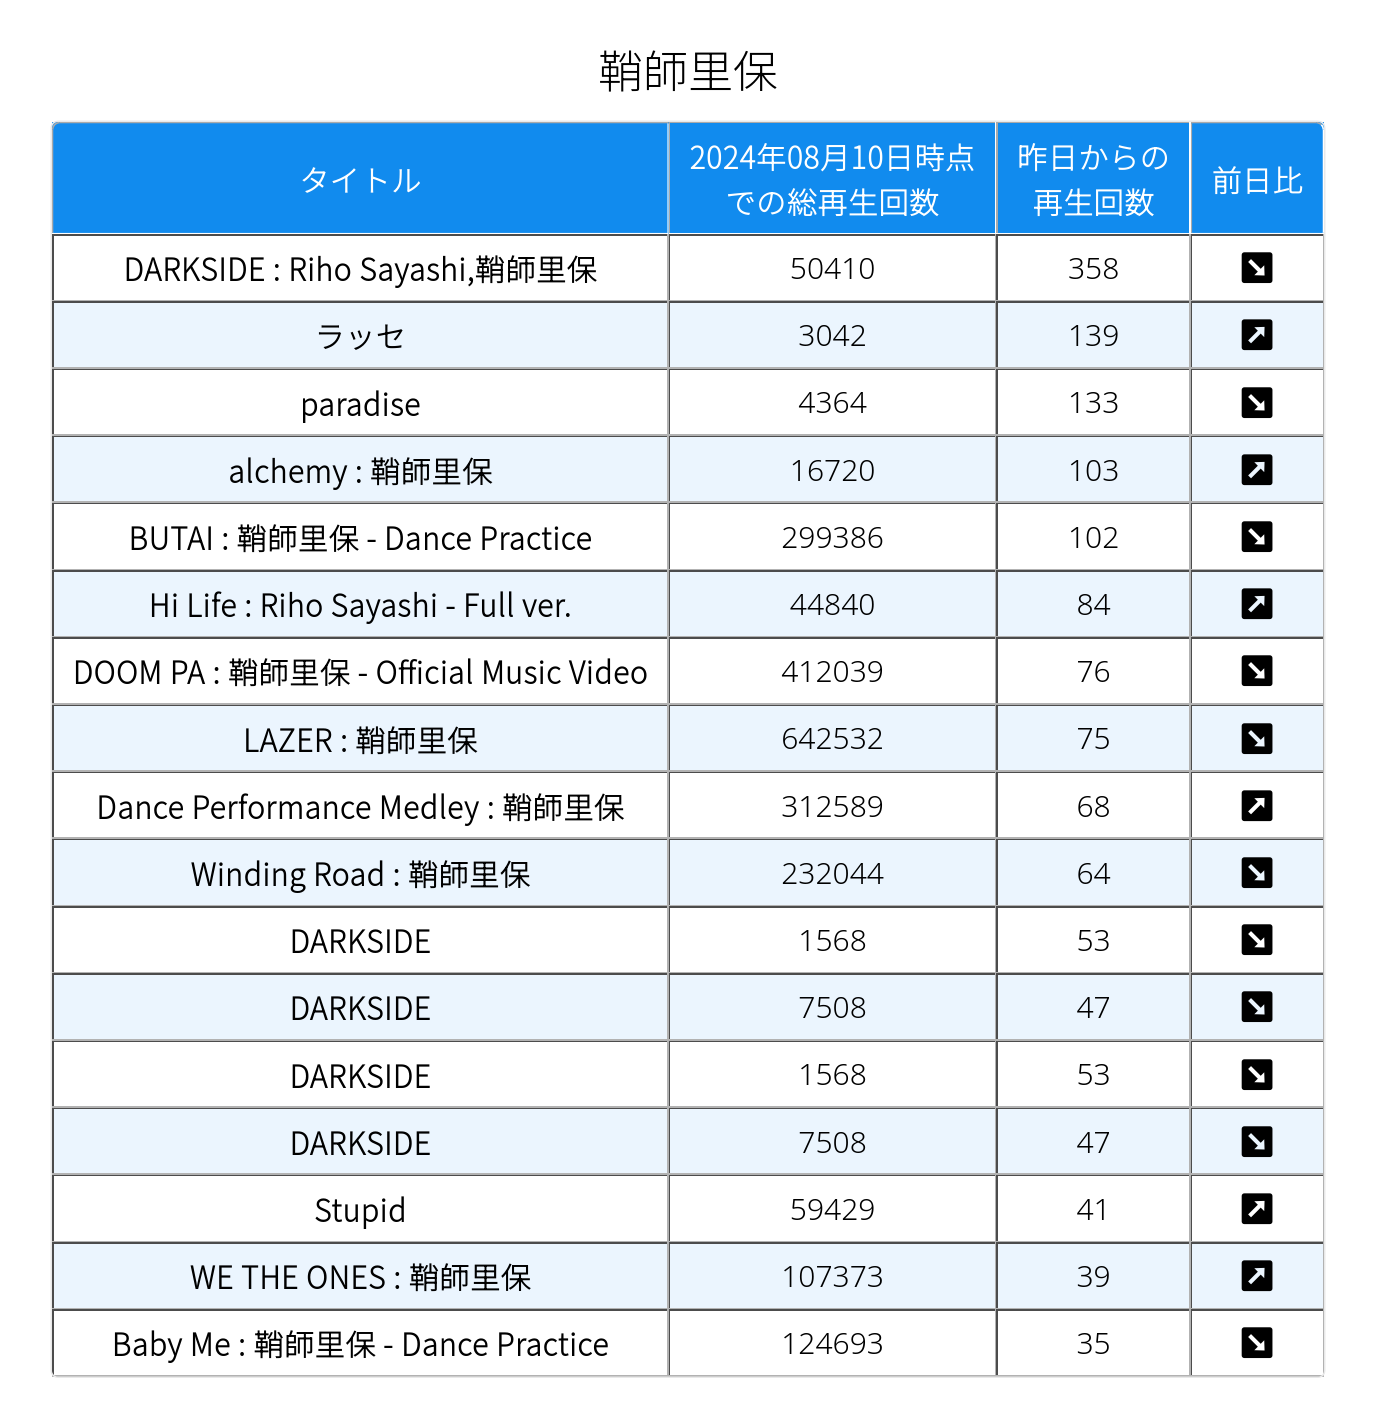 鞘師里保
タイトル 2024年08月10日時点での総再生回数 昨日からの再生回数 前日比
DARKSIDE : Riho Sayashi,鞘師里保 50410 358 ↘
ラッセ 3042 139 ↗
paradise 4364 133 ↘
alchemy : 鞘師里保 16720 103 ↗
BUTAI : 鞘師里保 - Dance Practice 299386 102 ↘
Hi Life : Riho Sayashi - Full ver. 44840 84 ↗
DOOM PA : 鞘師里保 - Official Music Video 412039 76 ↘
LAZER : 鞘師里保 642532 75 ↘
Dance Performance Medley : 鞘師里保 312589 68 ↗
Winding Road : 鞘師里保 232044 64 ↘
DARKSIDE 1568 53 ↘
DARKSIDE 7508 47 ↘
DARKSIDE 1568 53 ↘
DARKSIDE 7508 47 ↘
Stupid 59429 41 ↗
WE THE ONES : 鞘師里保 107373 39 ↗
Baby Me : 鞘師里保 - Dance Practice 124693 35 ↘